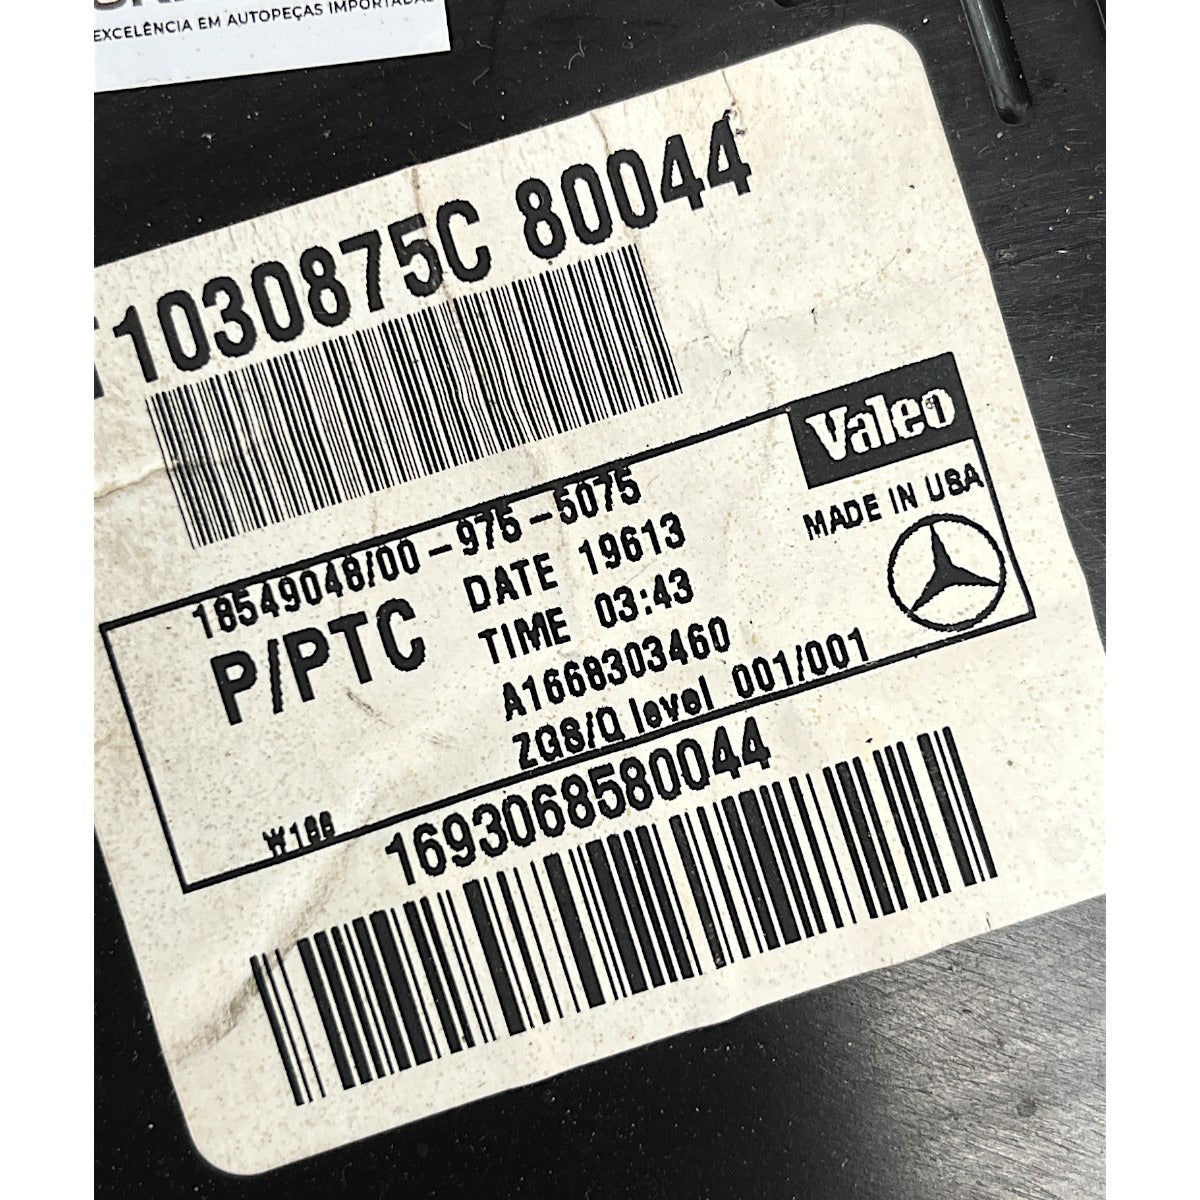 EXCELÊNCIA EM AUTOPEÇAS IMPORTADAS
1030875C 80044
Valeo
MADE IN USA
18549048/00-975-5075
P/PTC
DATE 19613
TIME 03:43
A1668303460
ZGS/Q level 001/001
W166
1693068580044